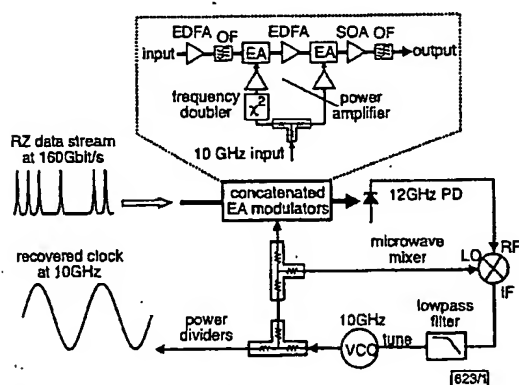 EDFA OF EDFA SOA OF
input EA EA output
frequency doubler
χ²
power amplifier
10 GHz input
RZ data stream at 160Gbit/s
concatenated EA modulators
12GHz PD
recovered clock at 10GHz
microwave mixer
LO RF
IF
power dividers
10GHz
VCO
tune
lowpass filter
623/1